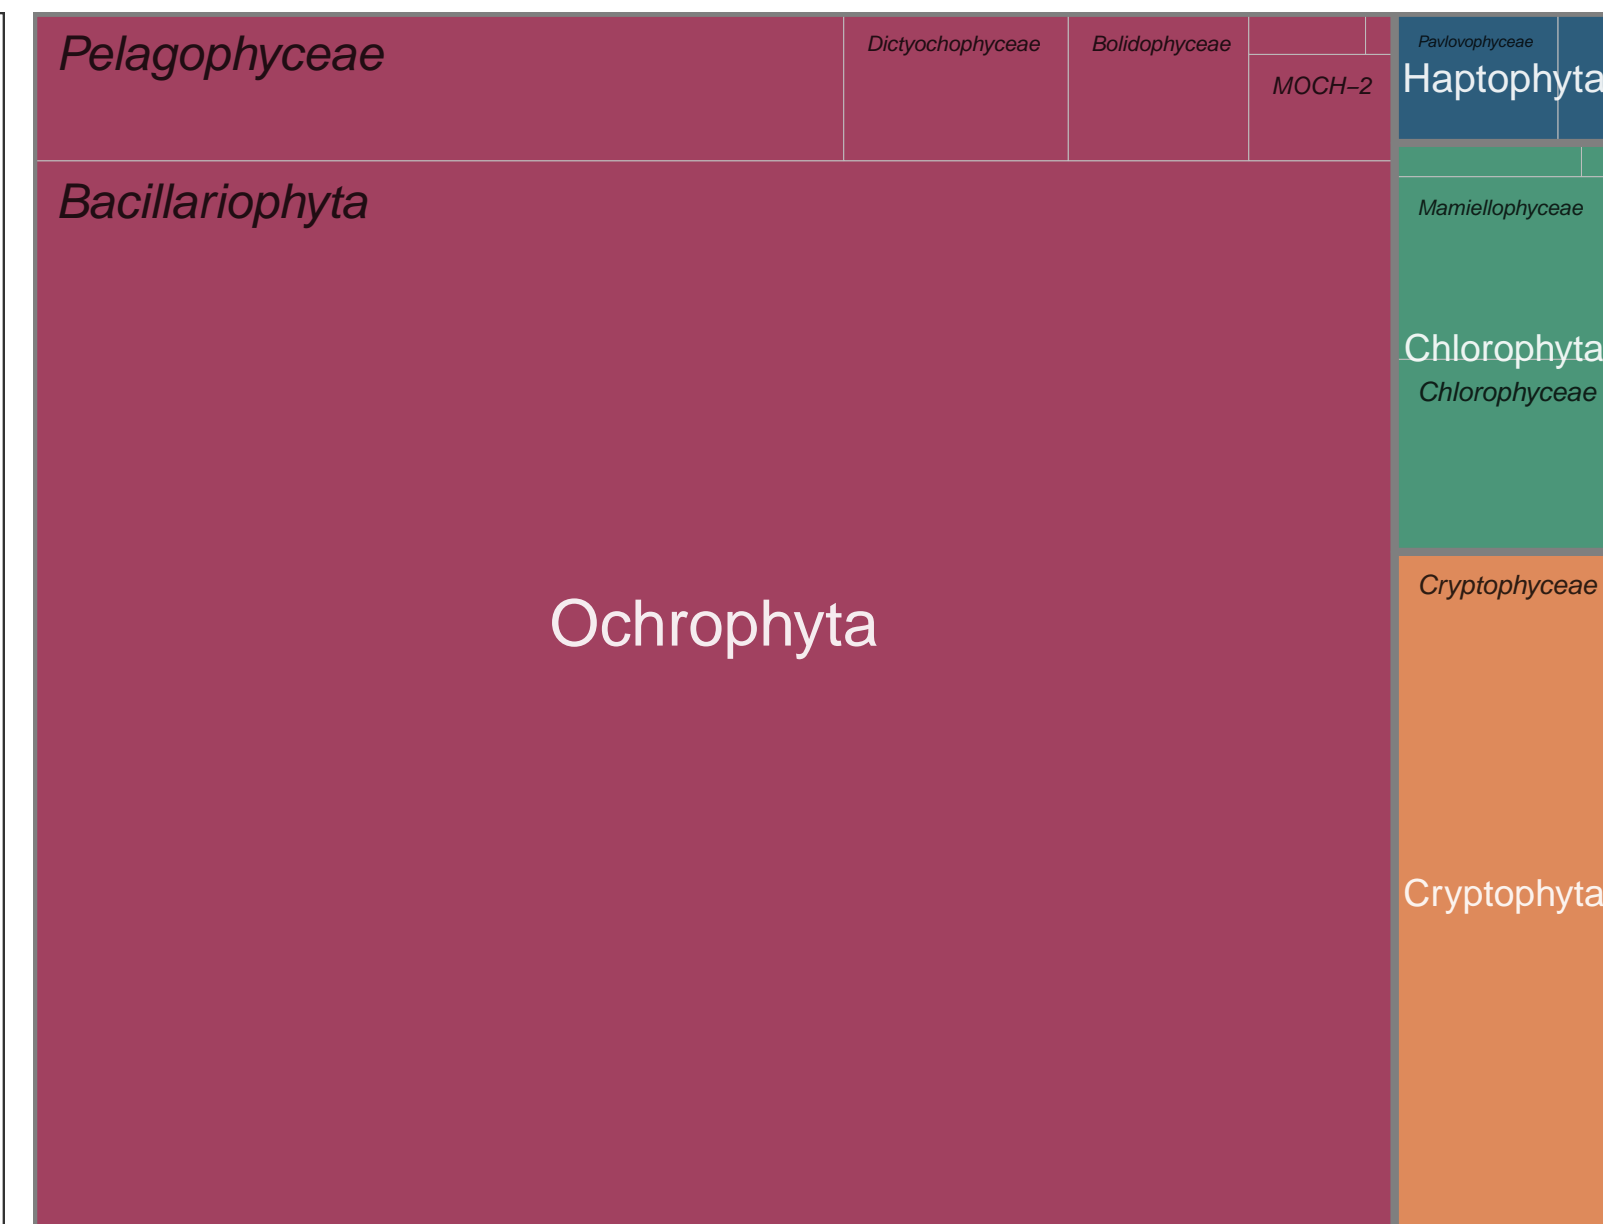 Pelagophyceae
Dictyochophyceae
Bolidophyceae
MOCH−2
Bacillariophyta
Ochrophyta
Pavlovophyceae
Haptophyta
Mamiellophyceae
Chlorophyta
Chlorophyceae
Cryptophyceae
Cryptophyta